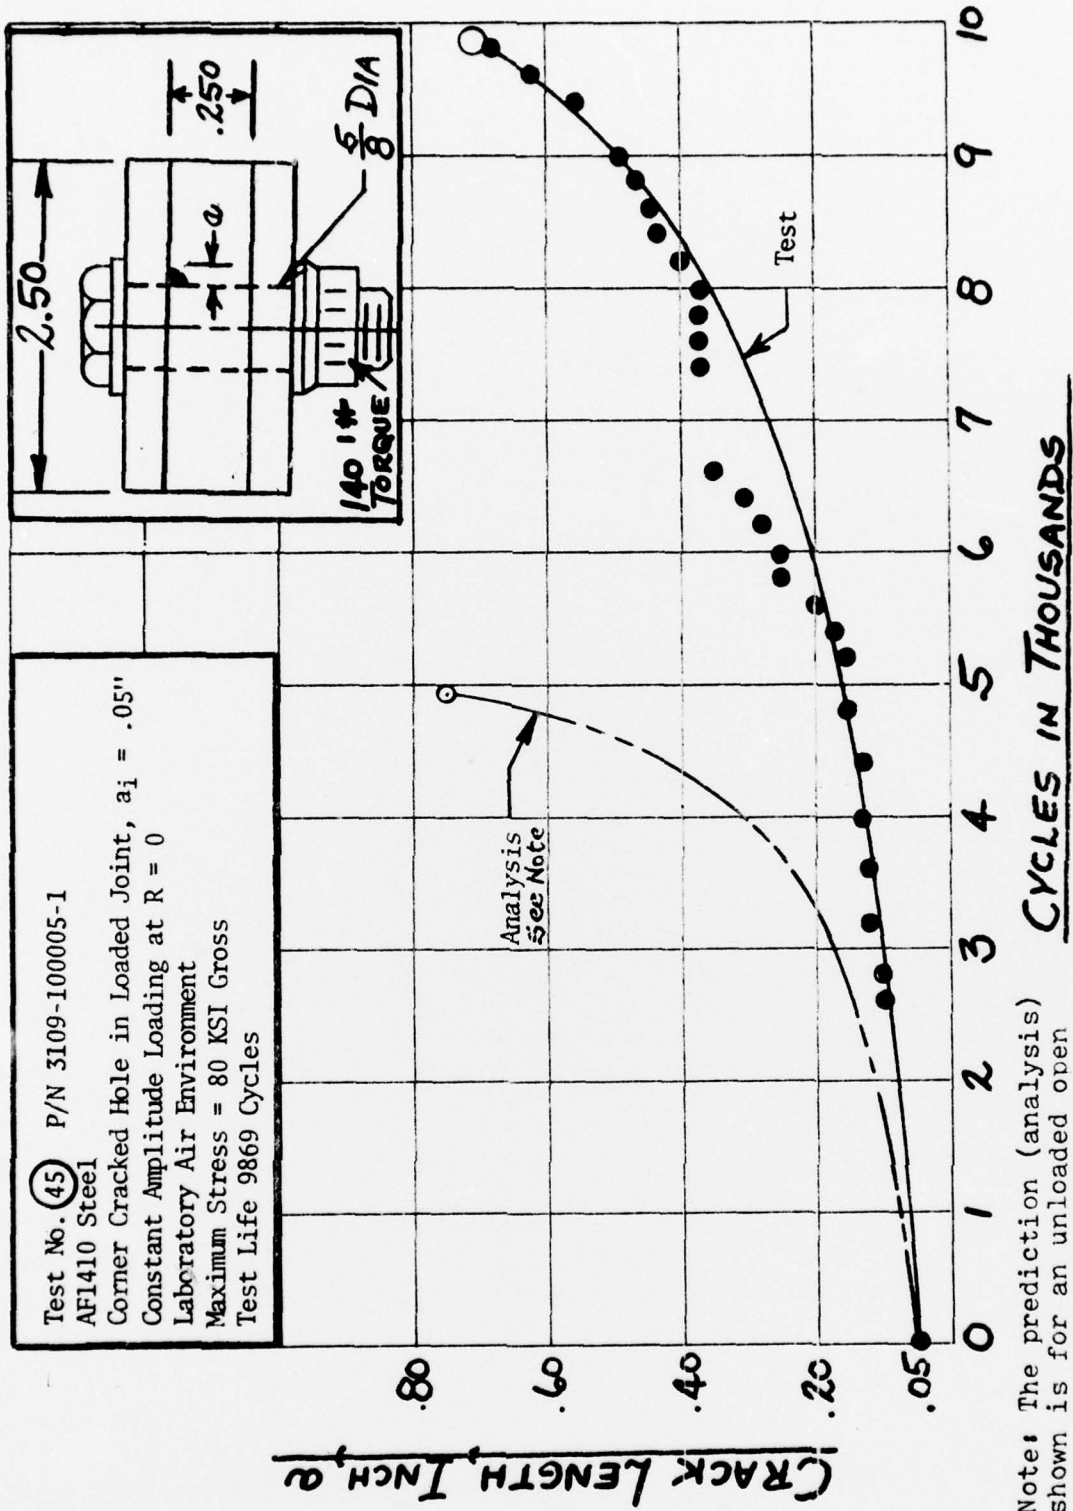 Test No. (45) P/N 3109-100005-1
AF1410 Steel
Corner Cracked Hole in Loaded Joint, ai = .05"
Constant Amplitude Loading at R = 0
Laboratory Air Environment
Maximum Stress = 80 KSI Gross
Test Life 9869 Cycles
2.50
.250
a
5/8 DIA
140 I#
TORQUE
Analysis
See Note
Test
CRACK LENGTH, INCH a
.80
.60
.40
.20
.05
0 1 2 3 4 5 6 7 8 9 10
CYCLES IN THOUSANDS
Note: The prediction (analysis)
shown is for an unloaded open